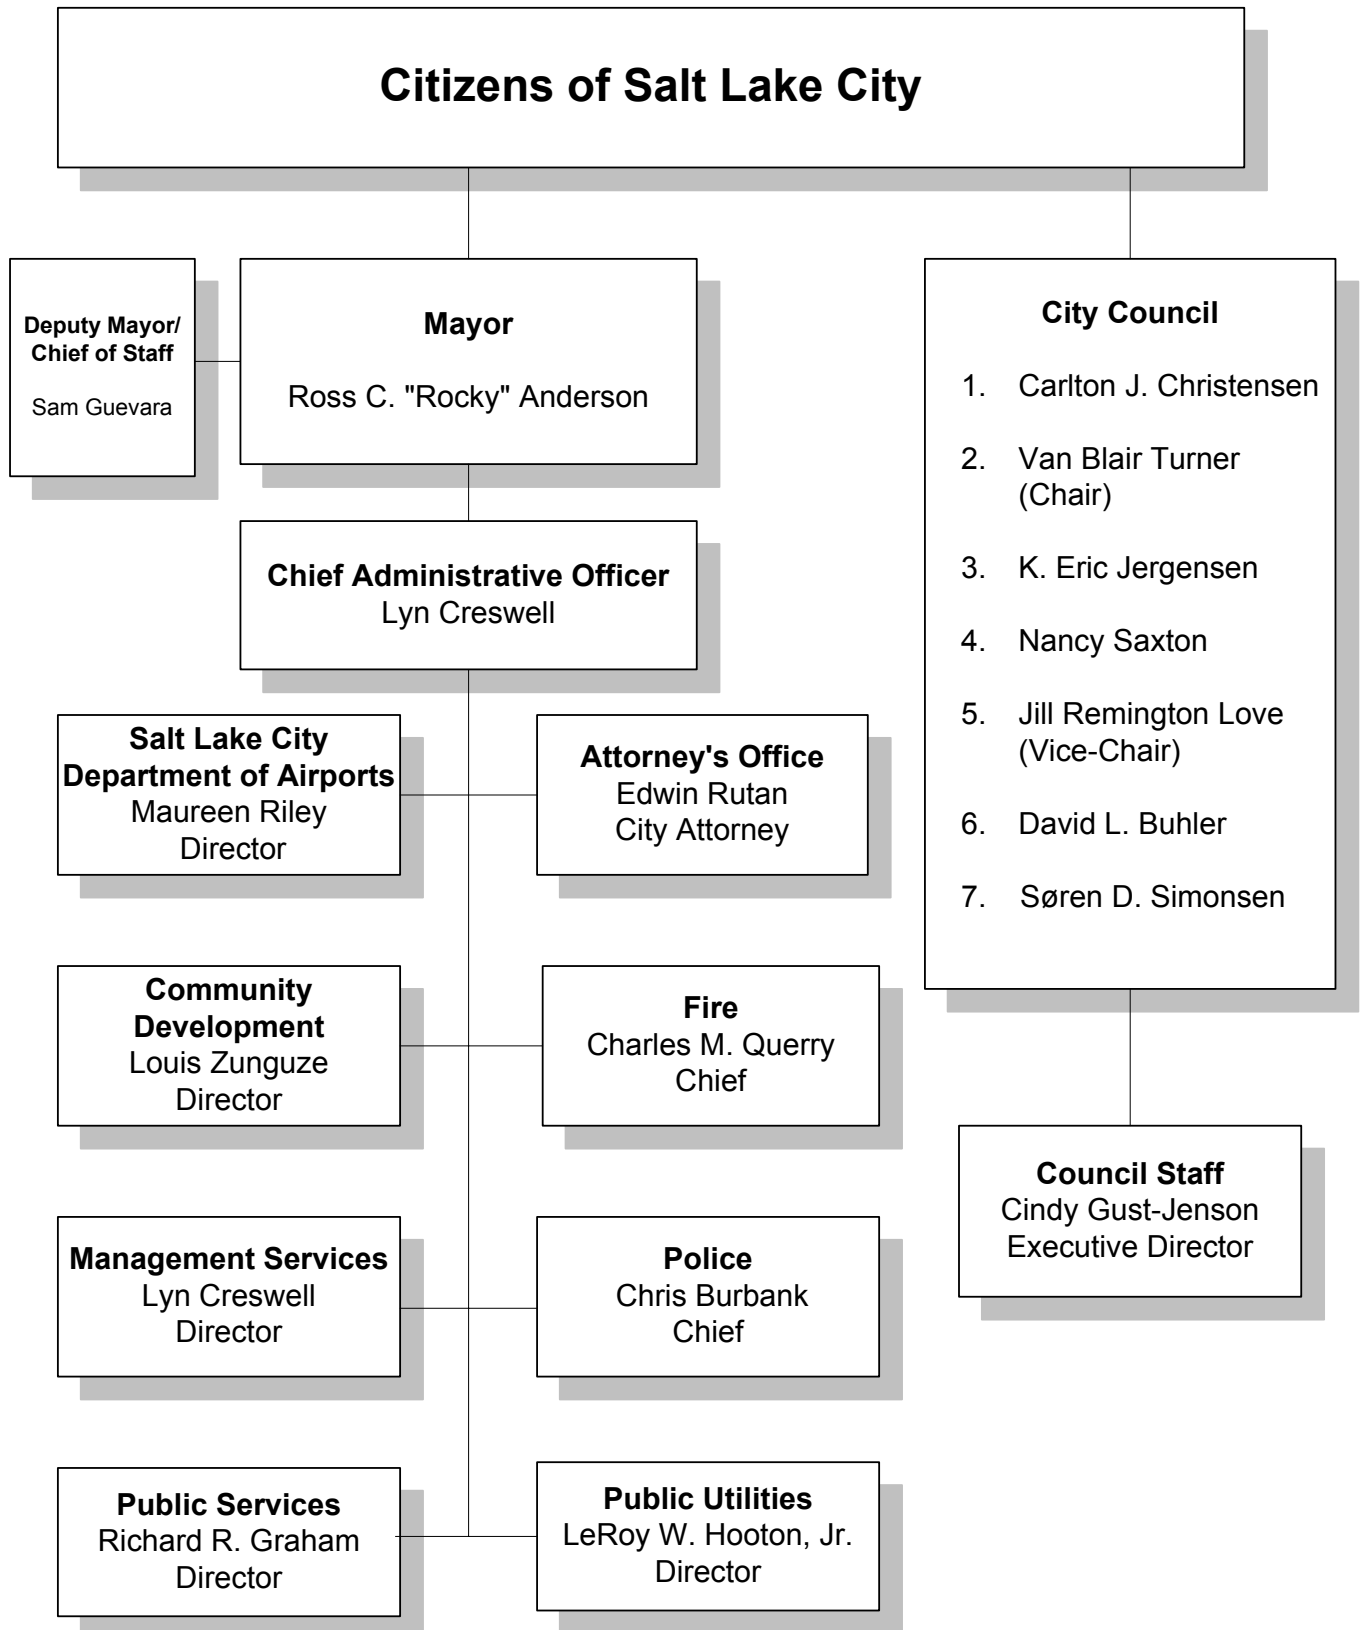 Citizens of Salt Lake City
Deputy Mayor/
Chief of Staff
Sam Guevara
Mayor
Ross C. "Rocky" Anderson
Chief Administrative Officer
Lyn Creswell
Salt Lake City
Department of Airports
Maureen Riley
Director
Attorney's Office
Edwin Rutan
City Attorney
Community
Development
Louis Zunguze
Director
Fire
Charles M. Querry
Chief
Management Services
Lyn Creswell
Director
Police
Chris Burbank
Chief
Public Services
Richard R. Graham
Director
Public Utilities
LeRoy W. Hooton, Jr.
Director
City Council
1. Carlton J. Christensen
2. Van Blair Turner
(Chair)
3. K. Eric Jergensen
4. Nancy Saxton
5. Jill Remington Love
(Vice-Chair)
6. David L. Buhler
7. Søren D. Simonsen
Council Staff
Cindy Gust-Jenson
Executive Director